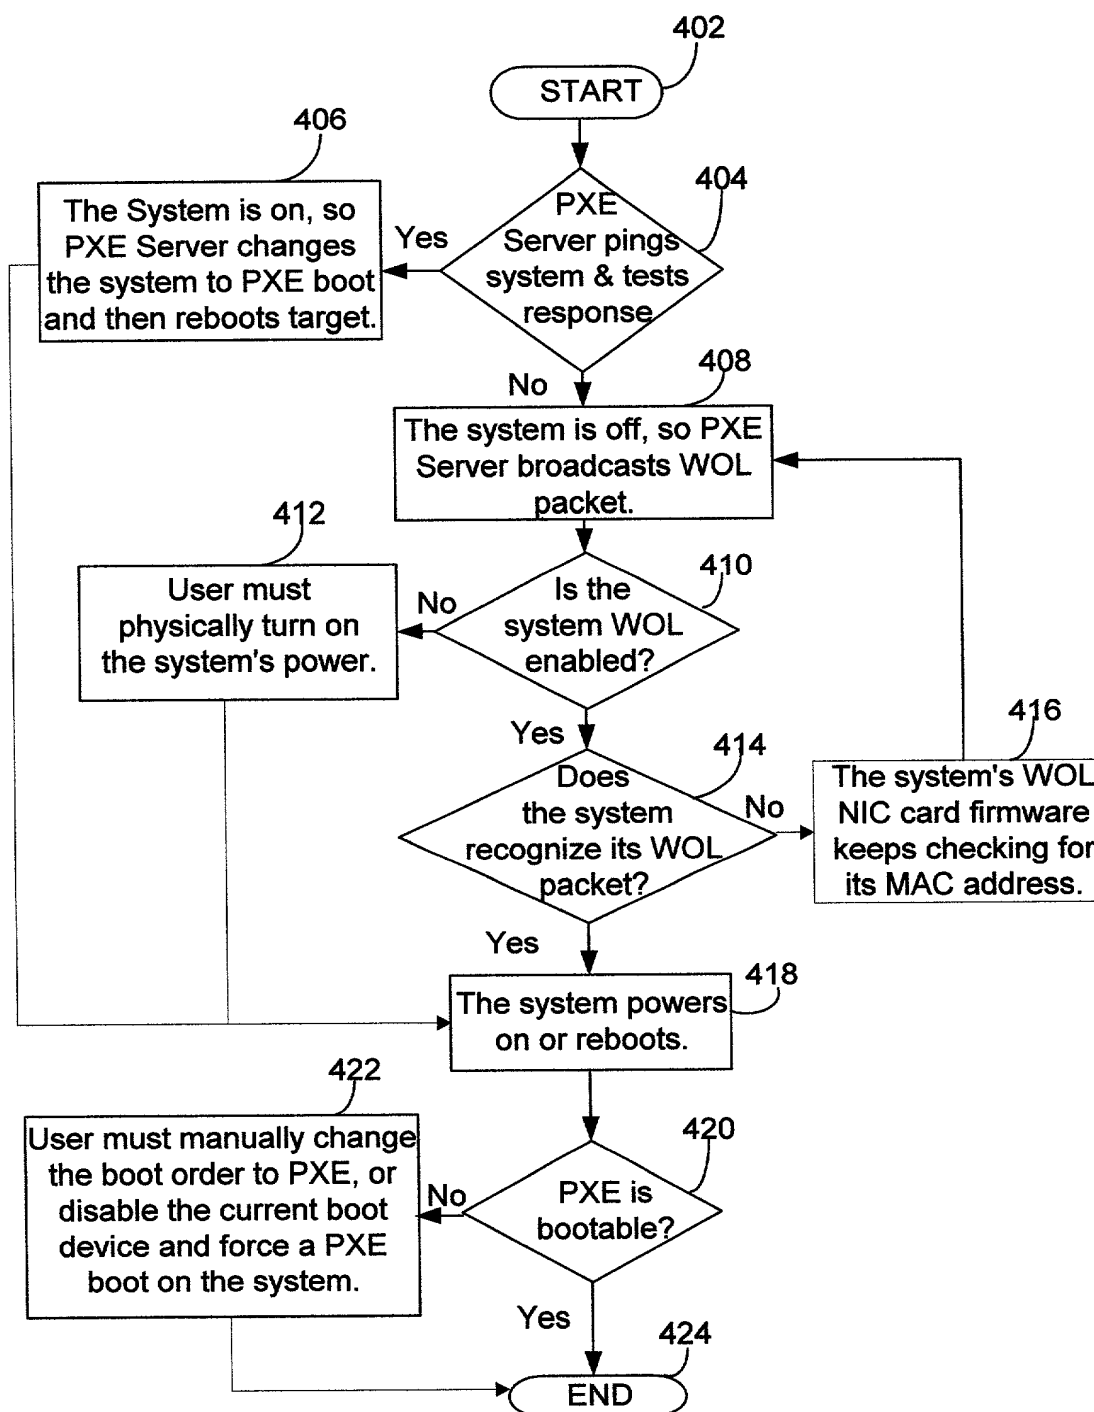 402
START
406
404
The System is on, so
PXE Server changes
the system to PXE boot
and then reboots target.
Yes
PXE
Server pings
system & tests
response
No
408
The system is off, so PXE
Server broadcasts WOL
packet.
412
410
User must
physically turn on
the system's power.
No
Is the
system WOL
enabled?
Yes
414
416
Does
the system
recognize its WOL
packet?
No
The system's WOL
NIC card firmware
keeps checking for
its MAC address.
Yes
418
The system powers
on or reboots.
422
420
User must manually change
the boot order to PXE, or
disable the current boot
device and force a PXE
boot on the system.
No
PXE is
bootable?
Yes
424
END